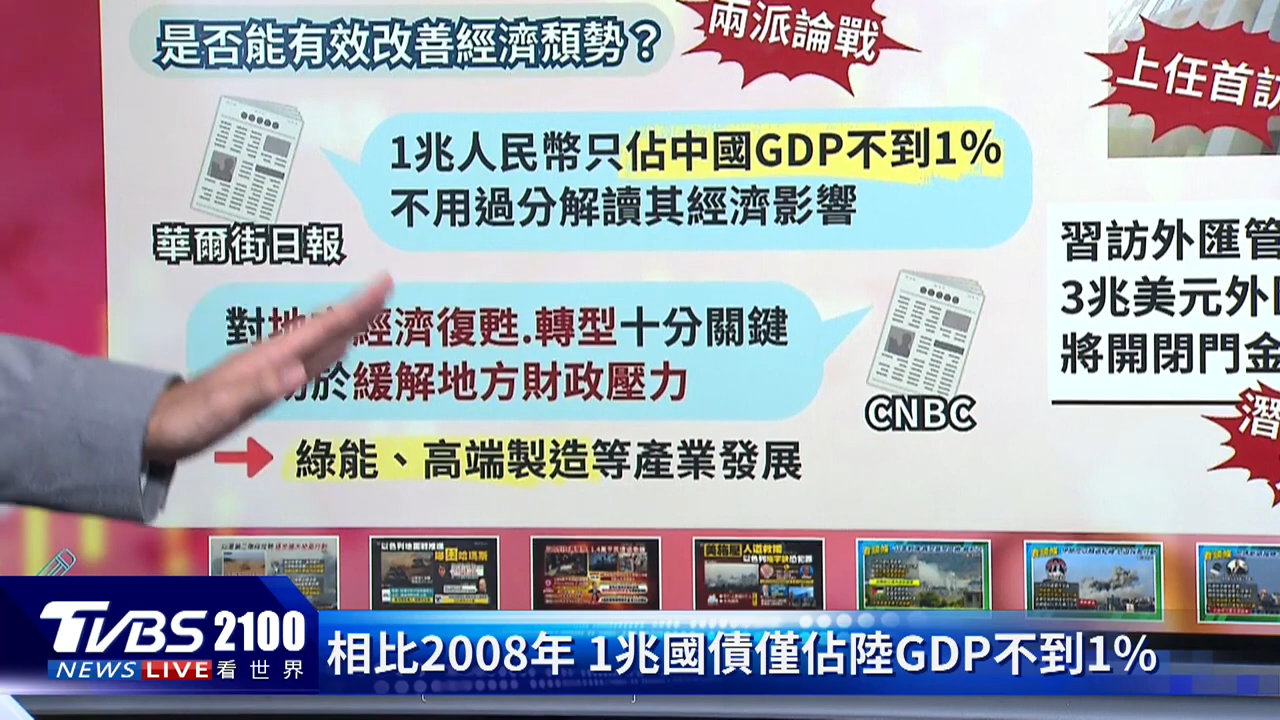 是否能有效改善經濟頹勢？
兩派論戰
上任首訪
1兆人民幣只佔中國GDP不到1%
不用過分解讀其經濟影響
華爾街日報
習訪外匯管
3兆美元外
將開閉門金
對地 經濟復甦.轉型十分關鍵
於緩解地方財政壓力
CNBC
潛
綠能、高端製造等產業發展
TVBS 2100
NEWS LIVE 看世界
相比2008年 1兆國債僅佔陸GDP不到1%